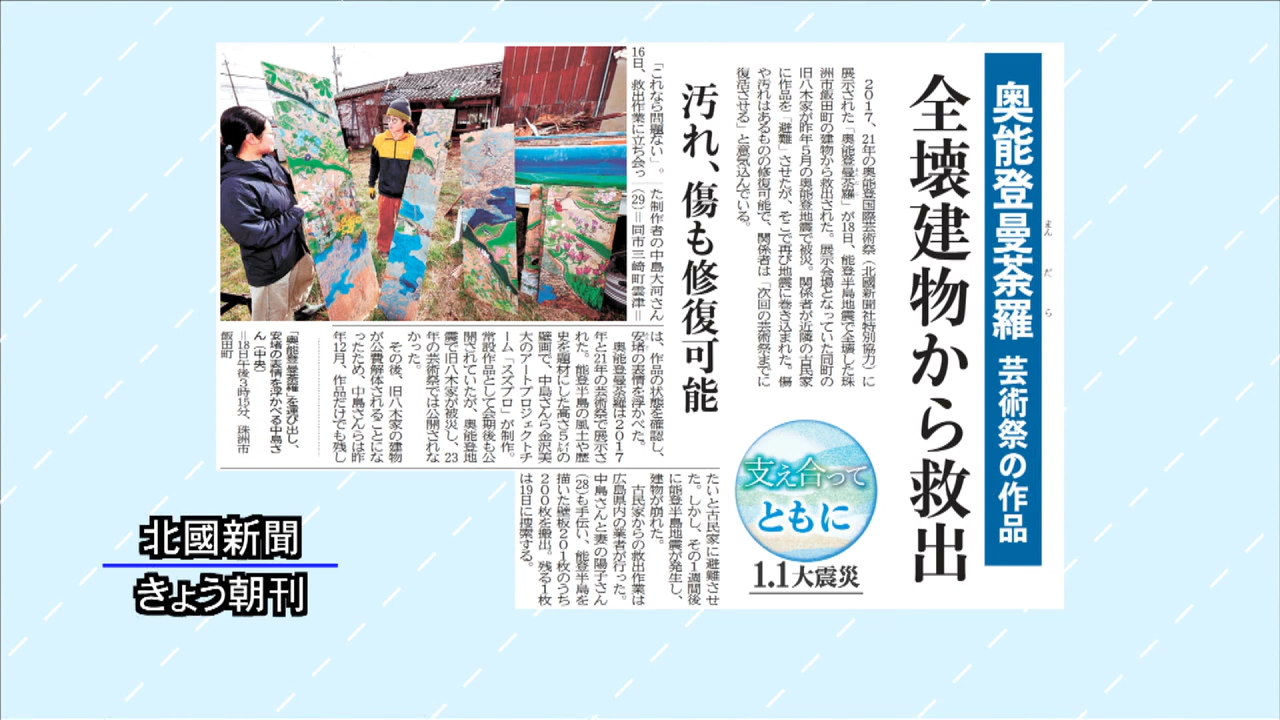 奥能登曼荼羅 芸術祭の作品
まんだら
全壊建物から救出
汚れ、傷も修復可能
2017、21年の奥能登国際芸術祭(北國新聞社特別協力)に
展示された「奥能登曼荼羅」が18日、能登半島地震で全壊した珠
洲市飯田町の建物から救出された。展示会場となっていた同町の
旧八木家が昨年5月の奥能登地震で被災。関係者が近隣の古民家
に作品を「避難」させたが、そこで再び地震に巻き込まれた。傷
や汚れはあるものの修復可能で、関係者は「次回の芸術祭までに
復活させる」と意気込んでいる。
「これなら問題ない」。
16日、救出作業に立ち会っ
た制作者の中島大河さん
(29)=同市三崎町雲津=
は、作品の状態を確認し、
安堵の表情を浮かべた。
奥能登曼荼羅は2017
年と21年の芸術祭で展示さ
れた。能登半島の風土や歴
史を題材にした高さ5㍍の
壁画で、中島さんら金沢美
大のアートプロジェクトチ
ーム「スズプロ」が制作。
常設作品として会期後も公
開されていたが、奥能登地
震で旧八木家が被災し、23
年の芸術祭では公開されな
かった。
その後、旧八木家の建物
が公費解体されることにな
ったため、中島さんらは昨
年12月、作品だけでも残し
たいと古民家に避難させ
た。しかし、その1週間後
に能登半島地震が発生し、
建物が崩れた。
古民家からの救出作業は
広島県内の業者が行った。
中島さんと妻の陽子さん
(28)も手伝い、能登半島を
描いた壁板201枚のうち
200枚を搬出。残る1枚
は19日に捜索する。
「奥能登曼荼羅」を運び出し、
安堵の表情を浮かべる中島さ
ん(中央)
=18日午後3時15分、珠洲市
飯田町
支え合って
ともに
1.1大震災
北國新聞
きょう朝刊